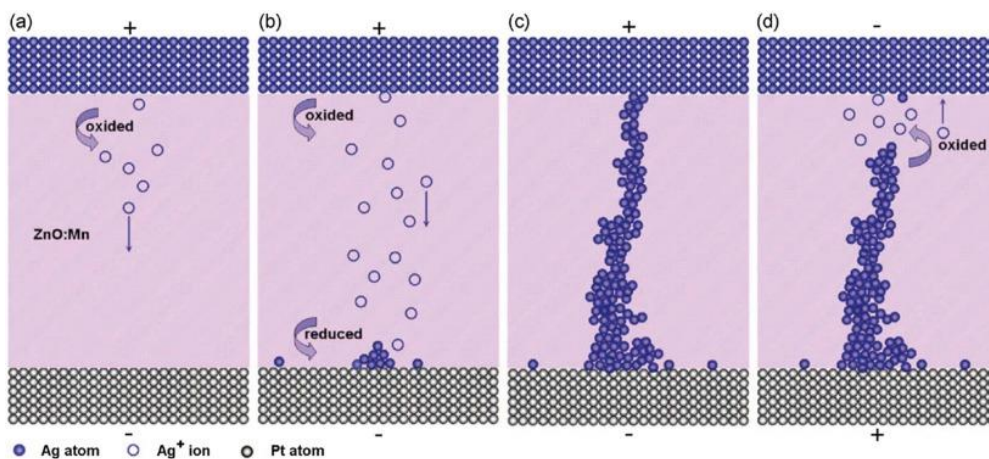 (a) + (b) + (c) + (d) -
oxided oxided oxided
ZnO:Mn
reduced
- - - +
Ag atom Ag+ ion Pt atom